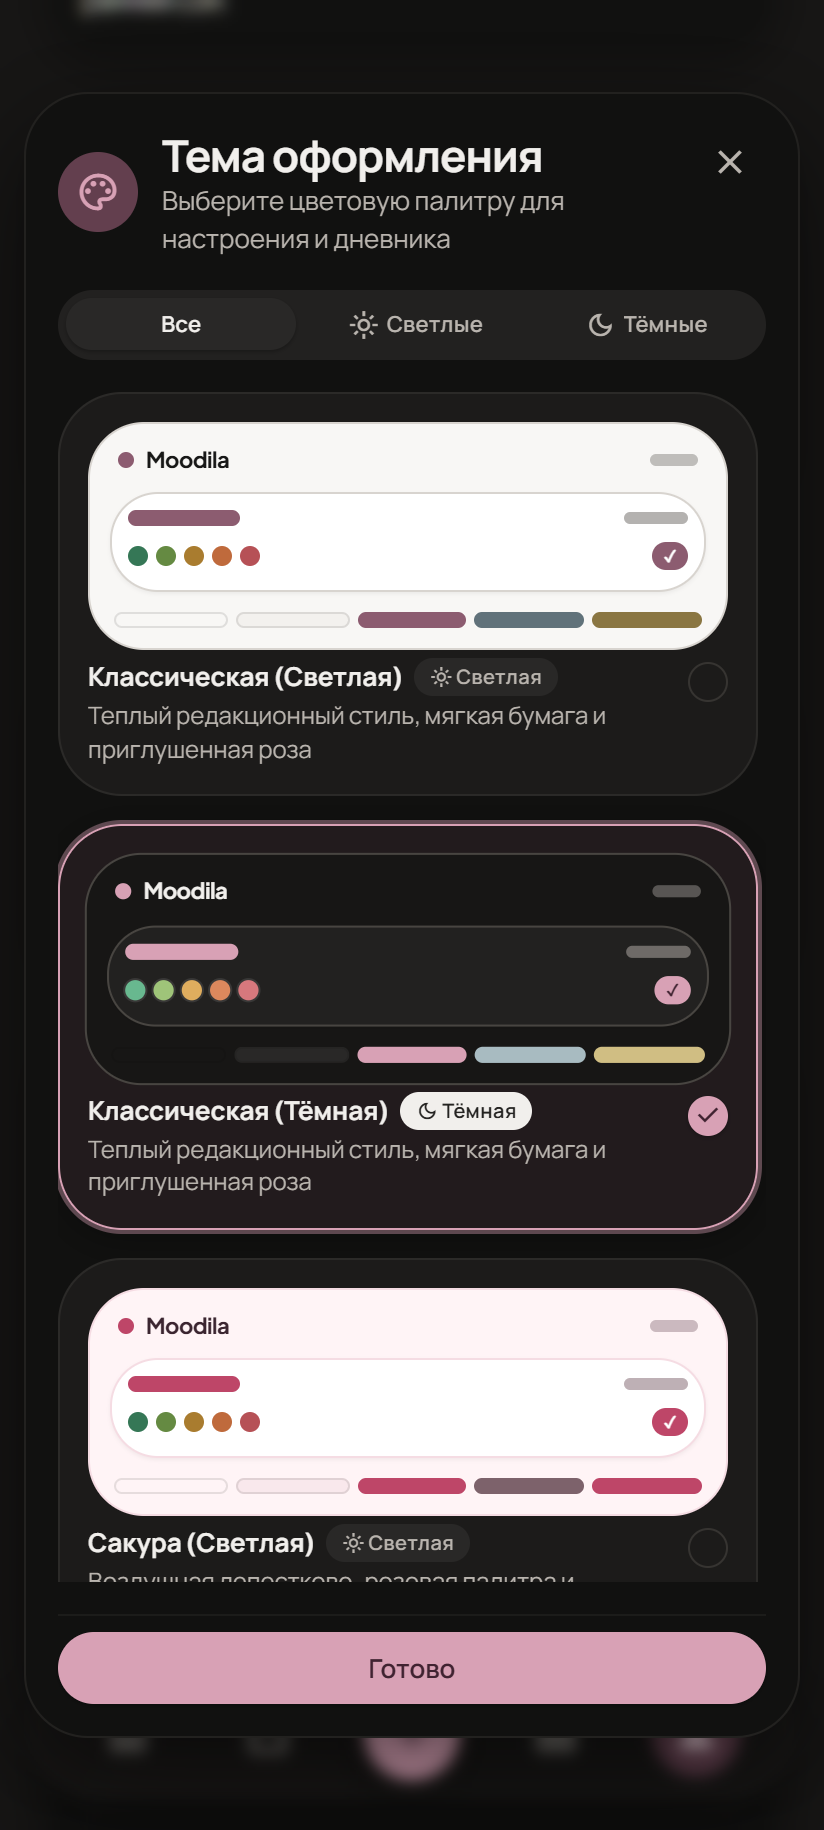 Тема оформления
Выберите цветовую палитру для
настроения и дневника
Все
Светлые
Тёмные
Moodila
Классическая (Светлая)
Светлая
Теплый редакционный стиль, мягкая бумага и
приглушенная роза
Moodila
Классическая (Тёмная)
Тёмная
Теплый редакционный стиль, мягкая бумага и
приглушенная роза
Moodila
Сакура (Светлая)
Светлая
розовая палитра и
Готово